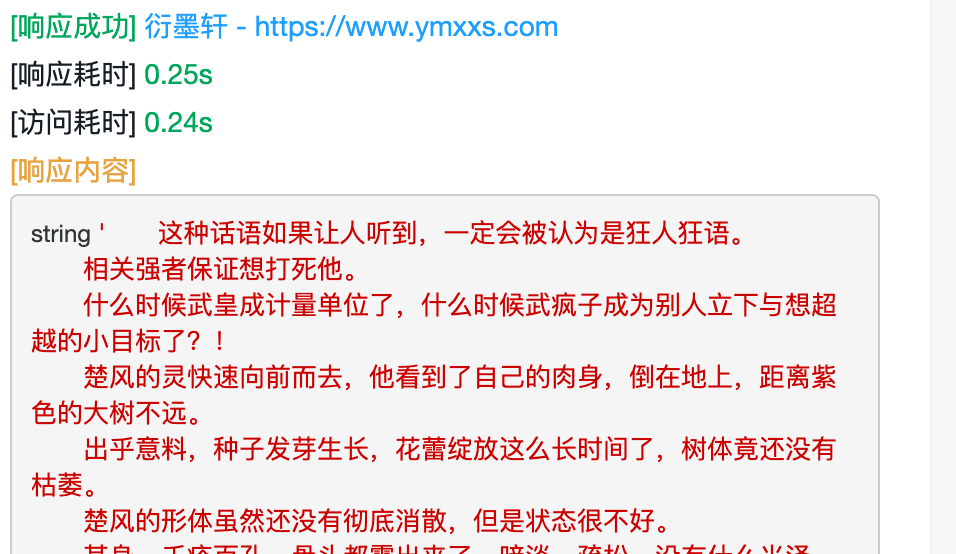 [响应成功] 衍墨轩 - https://www.ymxxs.com
[响应耗时] 0.25s
[访问耗时] 0.24s
[响应内容]
string '　　这种话语如果让人听到，一定会被认为是狂人狂语。
　　相关强者保证想打死他。
　　什么时候武皇成计量单位了，什么时候武疯子成为别人立下与想超
越的小目标了？！
　　楚风的灵快速向前而去，他看到了自己的肉身，倒在地上，距离紫
色的大树不远。
　　出乎意料，种子发芽生长，花蕾绽放这么长时间了，树体竟还没有
枯萎。
　　楚风的形体虽然还没有彻底消散，但是状态很不好。